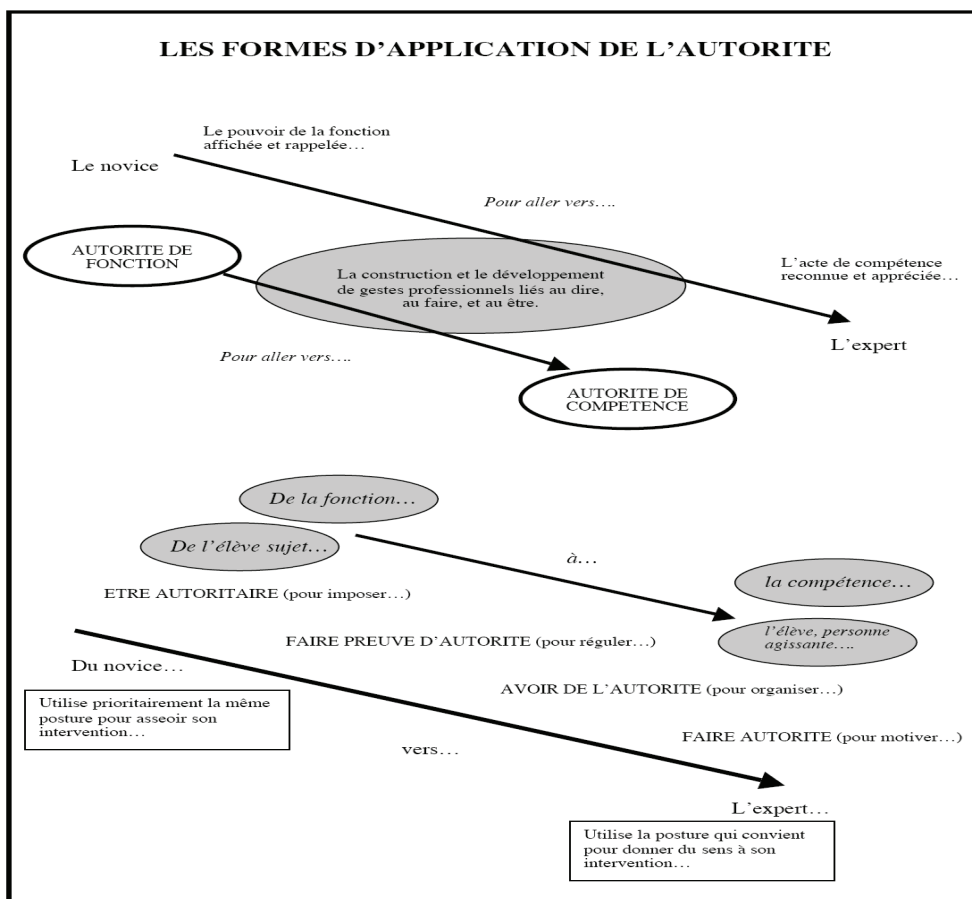 LES FORMES D'APPLICATION DE L'AUTORITE
Le pouvoir de la fonction
affichée et rappelée…
Le novice
Pour aller vers….
AUTORITE DE
FONCTION
La construction et le développement
de gestes professionnels liés au dire,
au faire, et au être.
L'acte de compétence
reconnue et appréciée…
L'expert
Pour aller vers….
AUTORITE DE
COMPETENCE
De la fonction…
De l'élève sujet…
à…
la compétence…
ETRE AUTORITAIRE (pour imposer…)
l'élève, personne
agissante….
FAIRE PREUVE D'AUTORITE (pour réguler…)
Du novice…
AVOIR DE L'AUTORITE (pour organiser…)
Utilise prioritairement la même
posture pour asseoir son
intervention…
FAIRE AUTORITE (pour motiver…)
vers…
L'expert…
Utilise la posture qui convient
pour donner du sens à son
intervention…